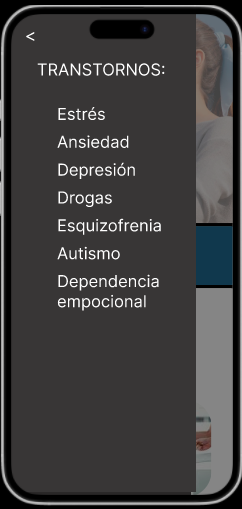 <
TRANSTORNOS:
Estrés
Ansiedad
Depresión
Drogas
Esquizofrenia
Autismo
Dependencia
empocional